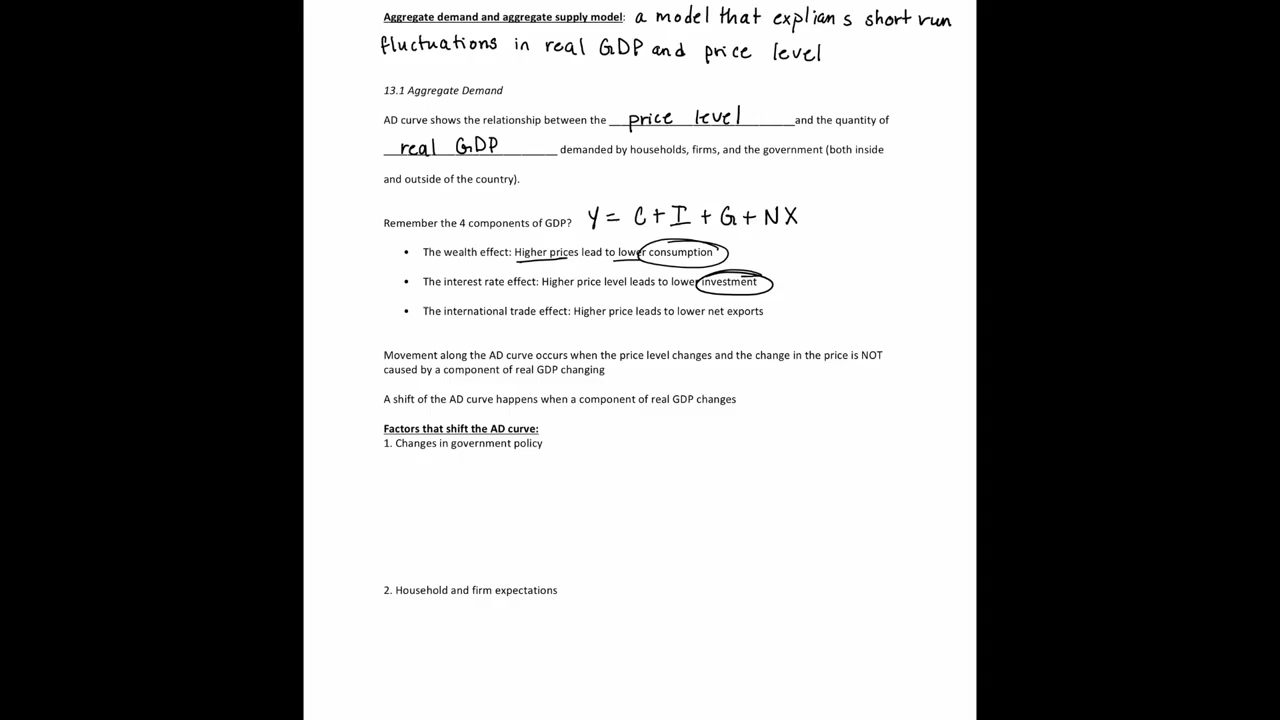 Aggregate demand and aggregate supply model: a model that explian s short run
fluctuations in real GDP and price level
13.1 Aggregate Demand
AD curve shows the relationship between the price level and the quantity of
real GDP demanded by households, firms, and the government (both inside
and outside of the country).
Remember the 4 components of GDP? Y = C + I + G + NX
• The wealth effect: Higher prices lead to lower consumption
• The interest rate effect: Higher price level leads to lower investment
• The international trade effect: Higher price leads to lower net exports
Movement along the AD curve occurs when the price level changes and the change in the price is NOT
caused by a component of real GDP changing
A shift of the AD curve happens when a component of real GDP changes
Factors that shift the AD curve:
1. Changes in government policy
2. Household and firm expectations